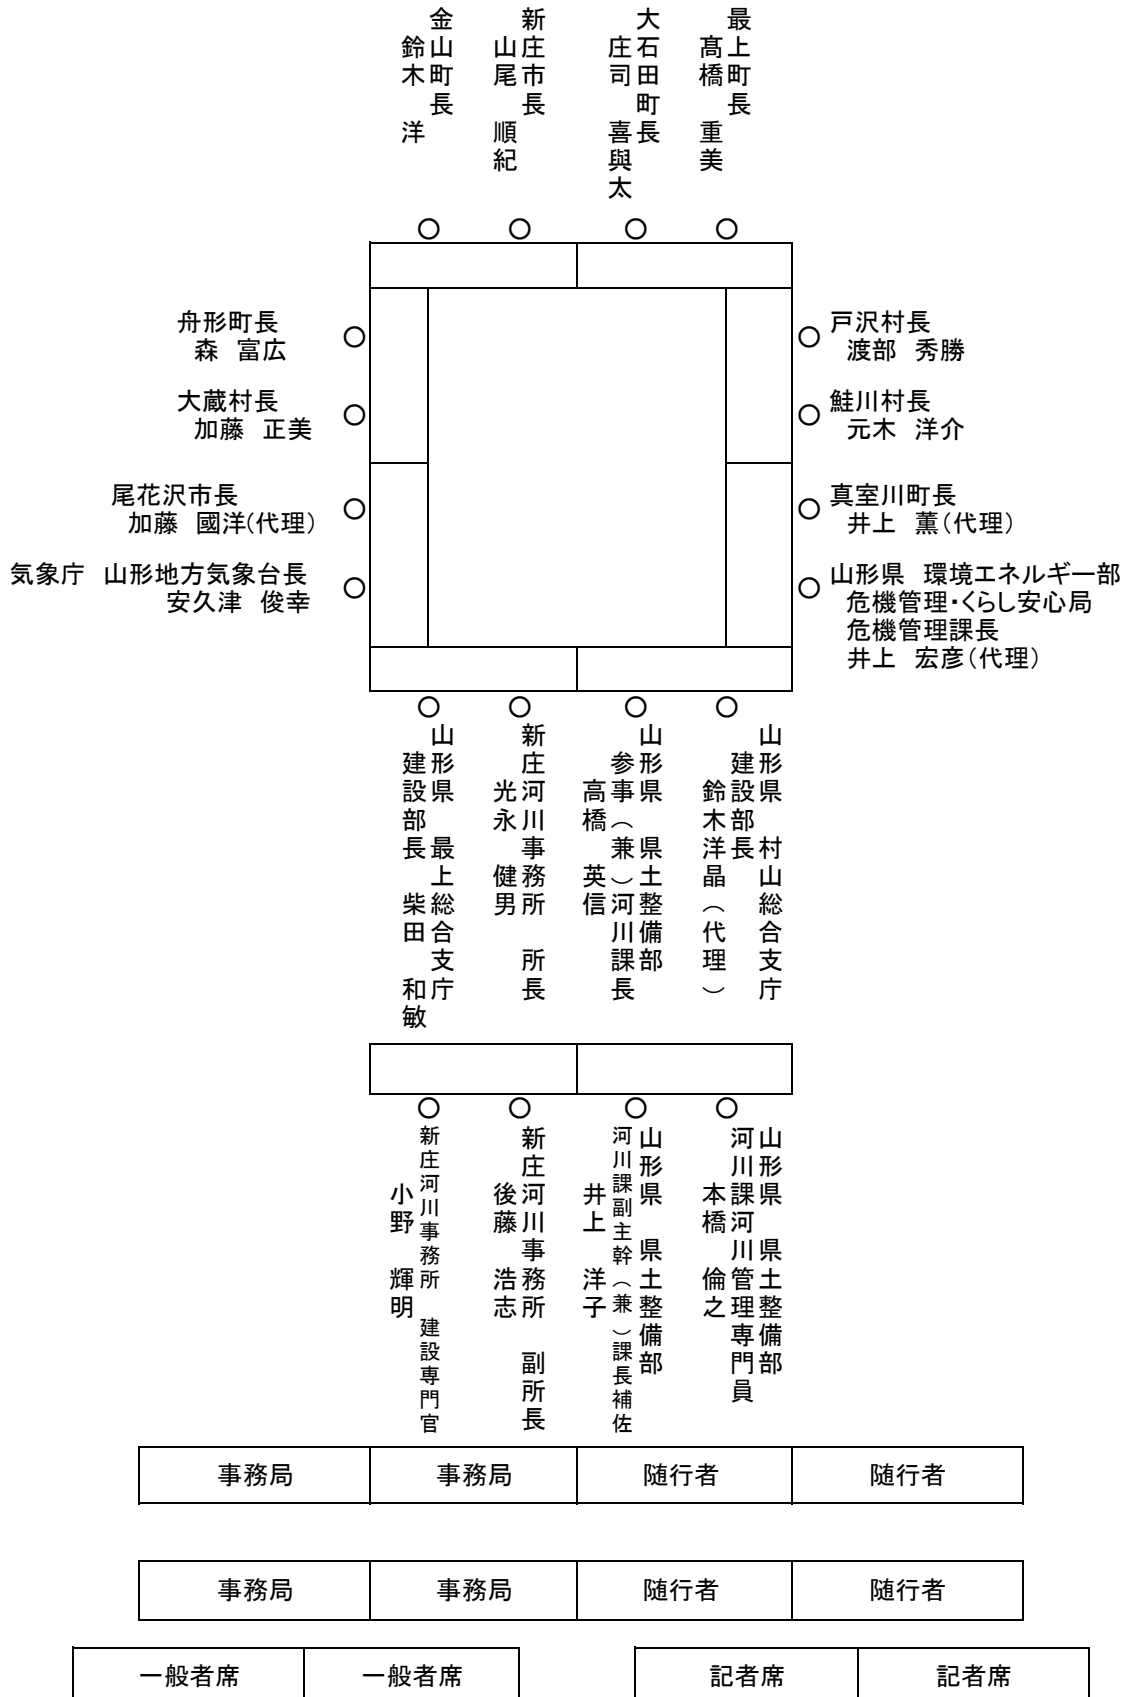 金山町長
鈴木　洋
新庄市長
山尾　順紀
大石田町長
庄司　喜與太
最上町長
髙橋　重美
舟形町長
森　富広
大蔵村長
加藤　正美
尾花沢市長
加藤　國洋(代理)
気象庁　山形地方気象台長
安久津　俊幸
戸沢村長
渡部　秀勝
鮭川村長
元木　洋介
真室川町長
井上　薫(代理)
山形県　環境エネルギー部
危機管理・くらし安心局
危機管理課長
井上　宏彦(代理)
山形県　最上総合支庁
建設部長　柴田　和敏
新庄河川事務所　所長
光永　健男
山形県　県土整備部
参事(兼)河川課長
高橋　英信
山形県　村山総合支庁
建設部長
鈴木洋晶(代理)
新庄河川事務所　建設専門官
小野　輝明
新庄河川事務所　副所長
後藤　浩志
山形県　県土整備部
河川課副主幹(兼)課長補佐
井上　洋子
山形県　県土整備部
河川課河川管理専門員
本橋　倫之
事務局　事務局　随行者　随行者
事務局　事務局　随行者　随行者
一般者席　一般者席　記者席　記者席